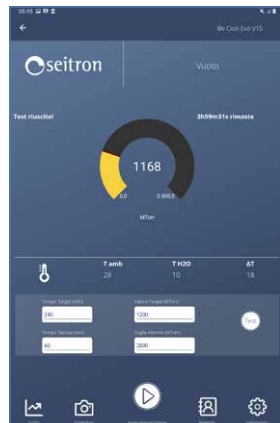 09:45
Be Cool Evo V15
seitron
Vuoto
Test riuscito!
3h59m31s rimaste
1168
0,0
5.000,0
MTorr
T amb
T H2O
ΔT
28
10
18
Tempo Target (min)
Valore Target (MTorr)
240
1200
Test
Tempo Tenuta (min)
Soglia Allarme (MTorr)
60
2000